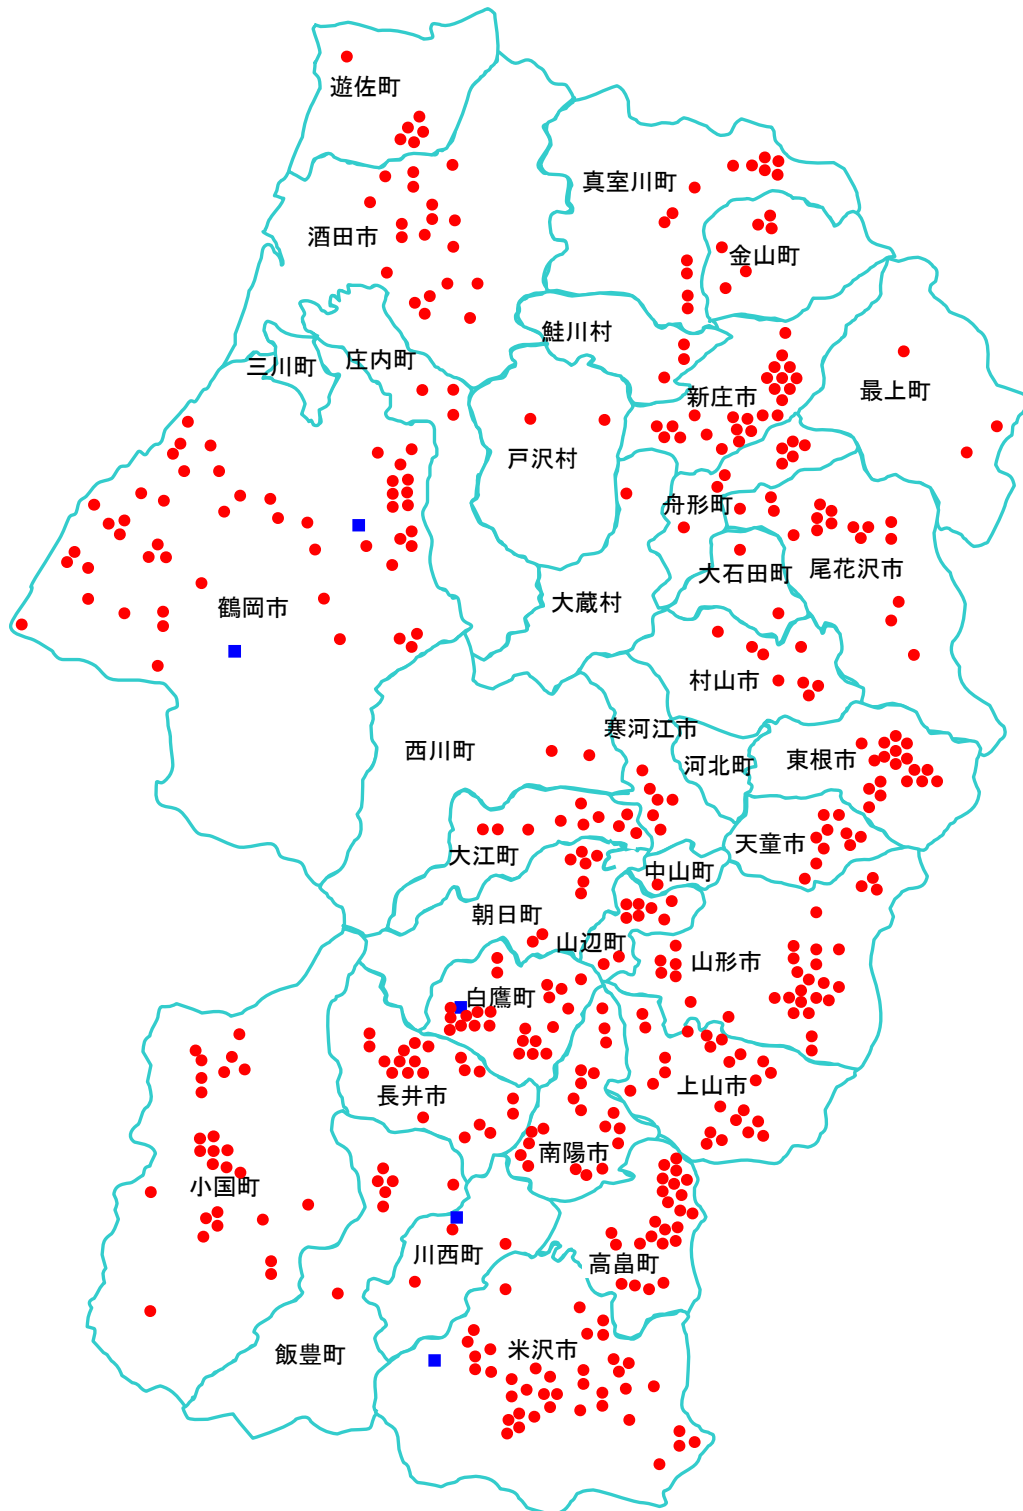 遊佐町
真室川町
酒田市
金山町
鮭川村
庄内町
三川町
最上町
新庄市
戸沢村
舟形町
尾花沢市
大石田町
大蔵村
鶴岡市
村山市
寒河江市
西川町
東根市
河北町
天童市
大江町
中山町
朝日町
山辺町
山形市
白鷹町
上山市
長井市
南陽市
小国町
川西町
高畠町
米沢市
飯豊町